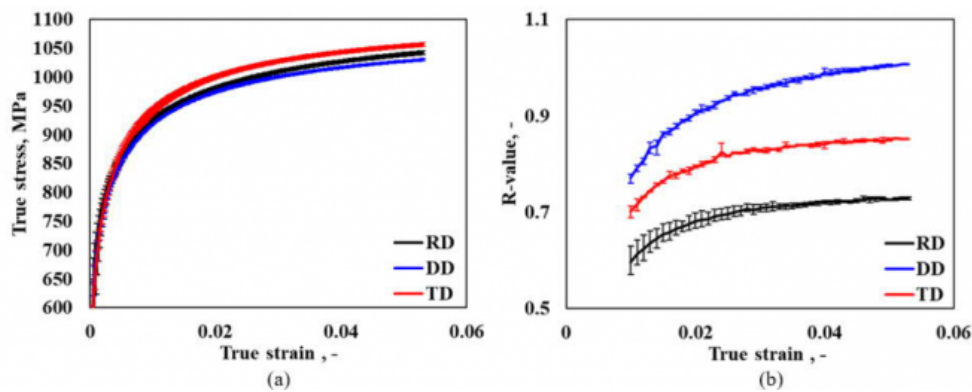 1100
1050
1000
950
900
850
800
750
700
650
600
True stress, MPa
RD
DD
TD
0
0.02
0.04
0.06
True strain , -
(a)
1.1
0.9
0.7
0.5
R-value, -
RD
DD
TD
0
0.02
0.04
0.06
True strain , -
(b)